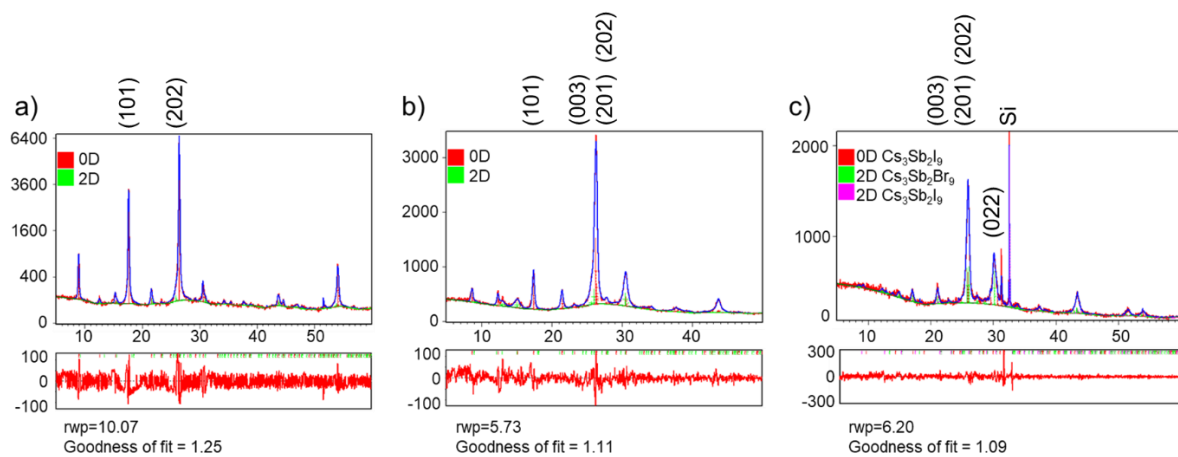 a)
(101)
(202)
6400
3600
1600
400
0
0D
2D
10 20 30 40 50
100
0
-100
rwp=10.07
Goodness of fit = 1.25
b)
(101)
(003)
(201) (202)
3000
2000
1000
0
0D
2D
10 20 30 40
100
0
-100
rwp=5.73
Goodness of fit = 1.11
c)
(003)
(201) (202)
Si
(022)
2000
1000
0
0D Cs₃Sb₂I₉
2D Cs₃Sb₂Br₉
2D Cs₃Sb₂I₉
10 20 30 40 50
300
0
-300
rwp=6.20
Goodness of fit = 1.09